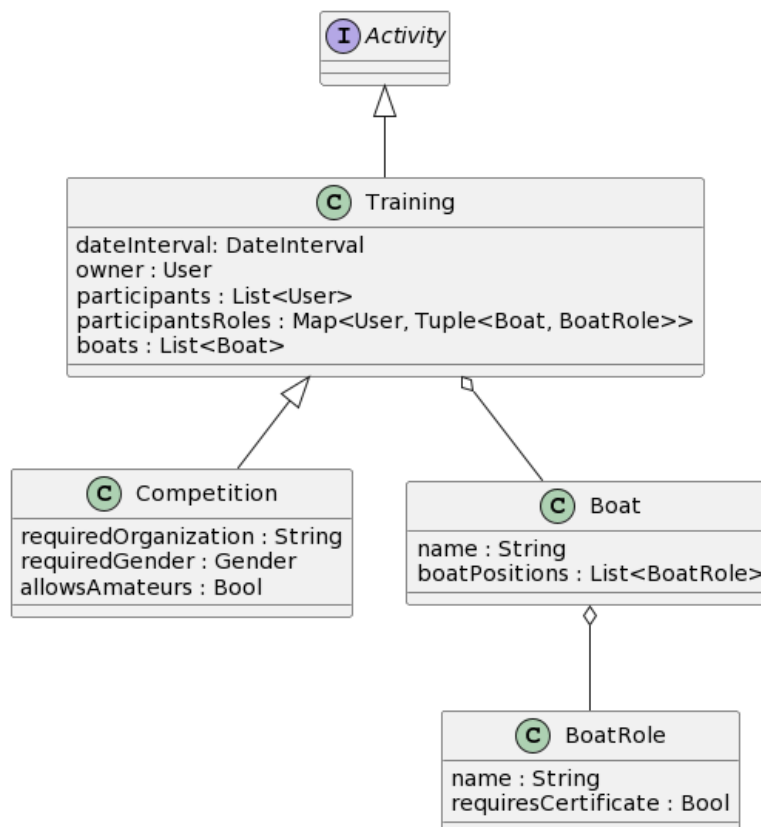 I Activity
C Training
dateInterval: DateInterval
owner : User
participants : List<User>
participantsRoles : Map<User, Tuple<Boat, BoatRole>>
boats : List<Boat>
C Competition
requiredOrganization : String
requiredGender : Gender
allowsAmateurs : Bool
C Boat
name : String
boatPositions : List<BoatRole>
C BoatRole
name : String
requiresCertificate : Bool